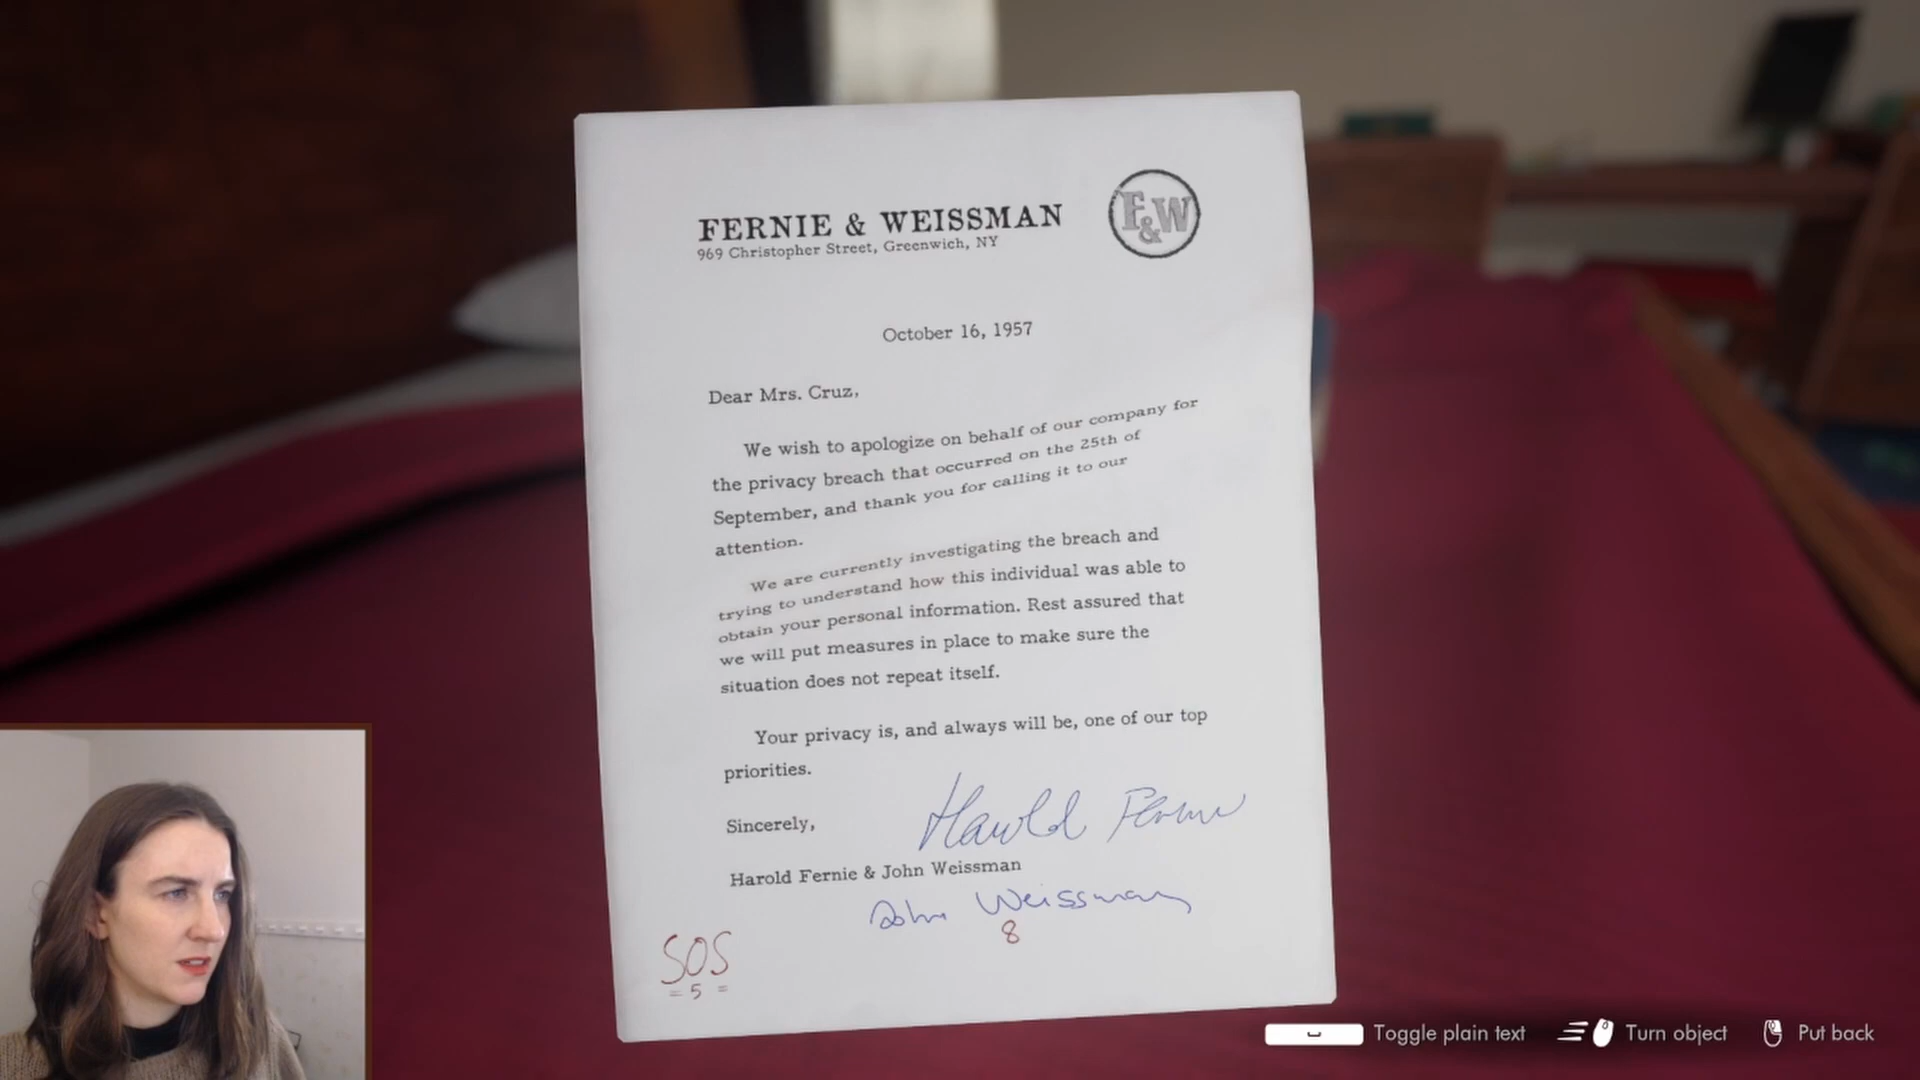 FERNIE & WEISSMAN
969 Christopher Street, Greenwich, NY
F&W
October 16, 1957
Dear Mrs. Cruz,
We wish to apologize on behalf of our company for
the privacy breach that occurred on the 25th of
September, and thank you for calling it to our
attention.
We are currently investigating the breach and
trying to understand how this individual was able to
obtain your personal information. Rest assured that
we will put measures in place to make sure the
situation does not repeat itself.
Your privacy is, and always will be, one of our top
priorities.
Sincerely,
Harold Fernie
Harold Fernie & John Weissman
John Weissman
8
SOS
= 5 =
Toggle plain text
Turn object
Put back